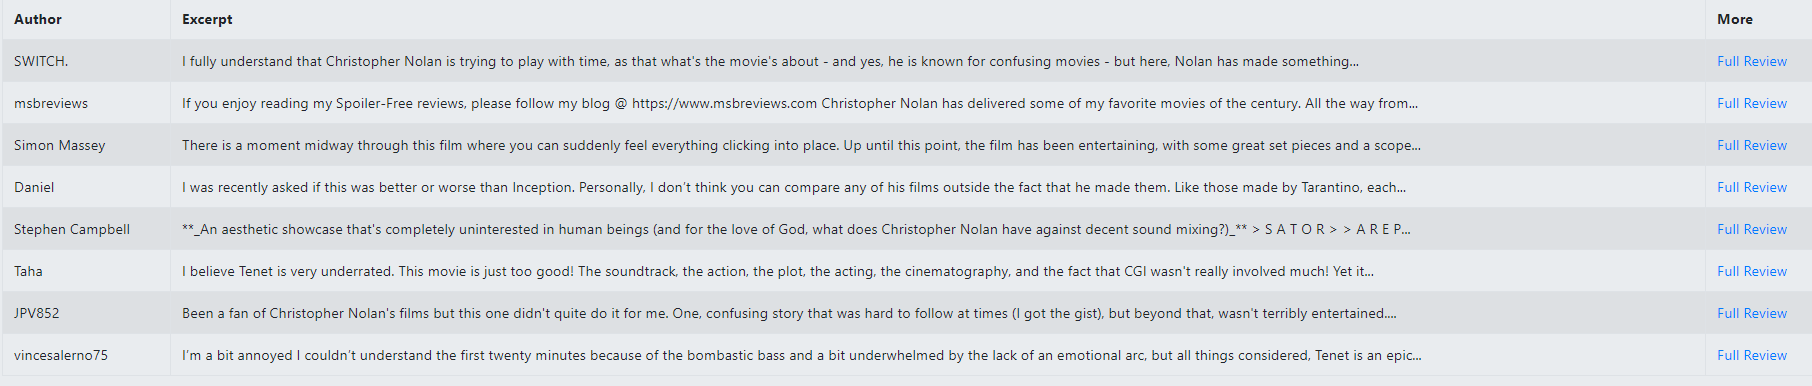 Author Excerpt More
SWITCH. I fully understand that Christopher Nolan is trying to play with time, as that what's the movie's about - and yes, he is known for confusing movies - but here, Nolan has made something... Full Review
msbreviews If you enjoy reading my Spoiler-Free reviews, please follow my blog @ https://www.msbreviews.com Christopher Nolan has delivered some of my favorite movies of the century. All the way from... Full Review
Simon Massey There is a moment midway through this film where you can suddenly feel everything clicking into place. Up until this point, the film has been entertaining, with some great set pieces and a scope... Full Review
Daniel I was recently asked if this was better or worse than Inception. Personally, I don't think you can compare any of his films outside the fact that he made them. Like those made by Tarantino, each... Full Review
Stephen Campbell **_An aesthetic showcase that's completely uninterested in human beings (and for the love of God, what does Christopher Nolan have against decent sound mixing?)_** > S A T O R > > A R E P... Full Review
Taha I believe Tenet is very underrated. This movie is just too good! The soundtrack, the action, the plot, the acting, the cinematography, and the fact that CGI wasn't really involved much! Yet it... Full Review
JPV852 Been a fan of Christopher Nolan's films but this one didn't quite do it for me. One, confusing story that was hard to follow at times (I got the gist), but beyond that, wasn't terribly entertained.... Full Review
vincesalerno75 I'm a bit annoyed I couldn't understand the first twenty minutes because of the bombastic bass and a bit underwhelmed by the lack of an emotional arc, but all things considered, Tenet is an epic... Full Review